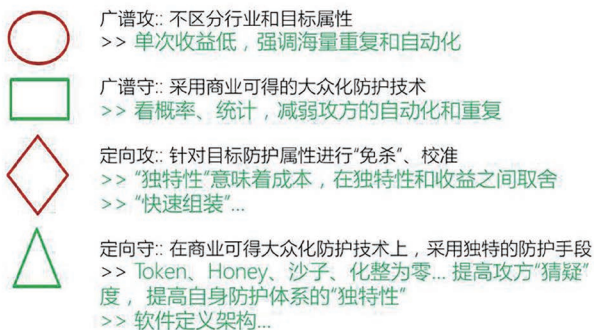 广谱攻:: 不区分行业和目标属性
>> 单次收益低，强调海量重复和自动化
广谱守:: 采用商业可得的大众化防护技术
>> 看概率、统计，减弱攻方的自动化和重复
定向攻:: 针对目标防护属性进行“免杀”、校准
>> “独特性”意味着成本，在独特性和收益之间取舍
>> “快速组装”...
定向守:: 在商业可得大众化防护技术上，采用独特的防护手段
>> Token、Honey、沙子、化整为零... 提高攻方“猜疑”
度，提高自身防护体系的“独特性”
>> 软件定义架构...